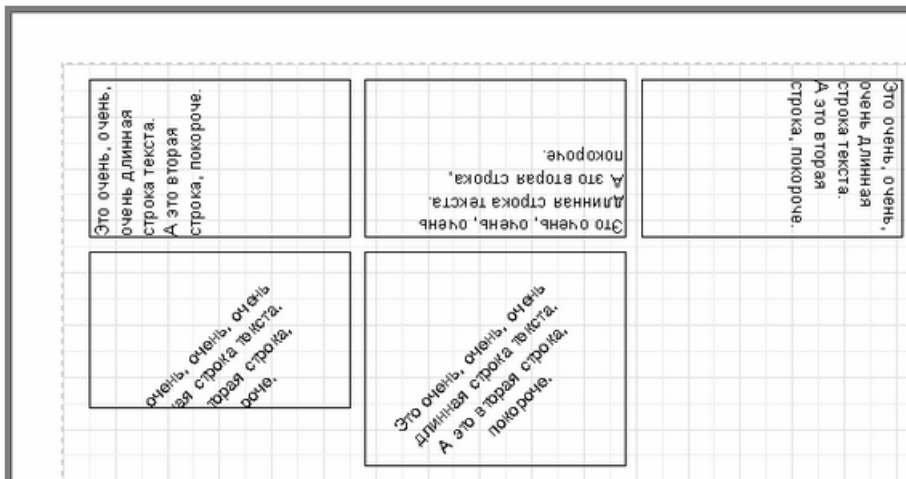 Это очень, очень,
очень длинная
строка текста.
А это вторая
строка, покороче.
Это очень, очень, очень
длинная строка текста.
А это вторая строка,
покороче.
Это очень, очень,
очень длинная
строка текста.
А это вторая
строка, покороче.
очень, очень, очень
строка текста.
строка,
Это очень, очень, очень
длинная строка текста.
А это вторая строка,
покороче.